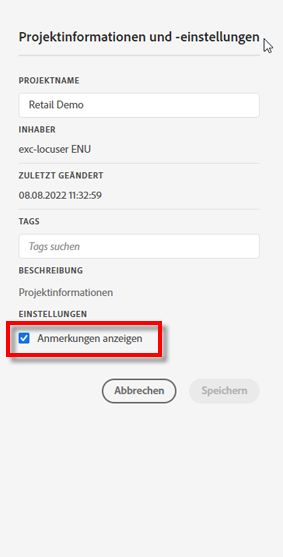 Projektinformationen und -einstellungen
PROJEKTNAME
Retail Demo
INHABER
exc-locuser ENU
ZULETZT GEÄNDERT
08.08.2022 11:32:59
TAGS
Tags suchen
BESCHREIBUNG
Projektinformationen
EINSTELLUNGEN
Anmerkungen anzeigen
Abbrechen
Speichern